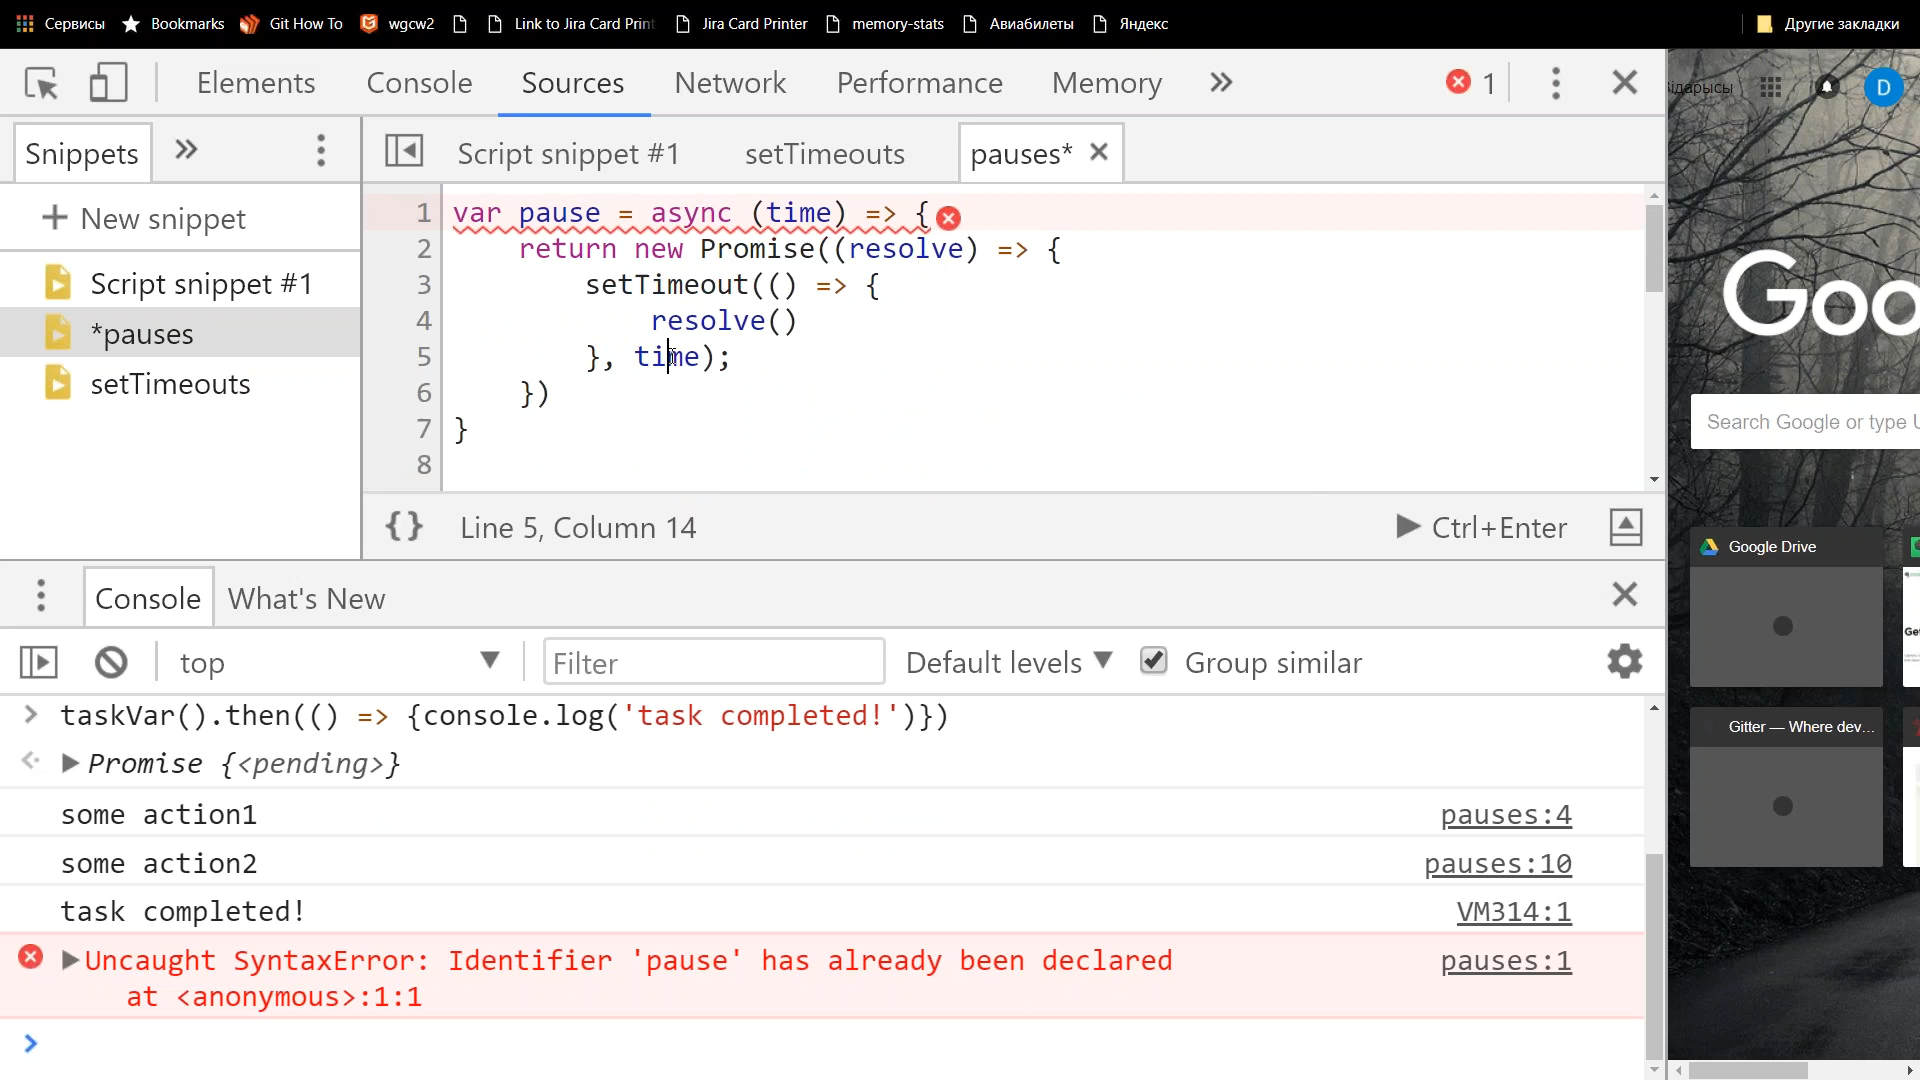 Сервисы Bookmarks Git How To wgcw2 Link to Jira Card Print Jira Card Printer memory-stats Авиабилеты Яндекс Другие закладки
Elements Console Sources Network Performance Memory » 1
Snippets » Script snippet #1 setTimeouts pauses* ×
+ New snippet
Script snippet #1
*pauses
setTimeouts
1 var pause = async (time) => {
2 return new Promise((resolve) => {
3 setTimeout(() => {
4 resolve()
5 }, time);
6 })
7 }
8
{} Line 5, Column 14 Ctrl+Enter
Console What's New
top Filter Default levels Group similar
> taskVar().then(() => {console.log('task completed!')})
Promise {<pending>}
some action1 pauses:4
some action2 pauses:10
task completed! VM314:1
Uncaught SyntaxError: Identifier 'pause' has already been declared pauses:1
at <anonymous>:1:1
>
D
Goo
Search Google or type U
Google Drive
Ge
Gitter — Where dev...